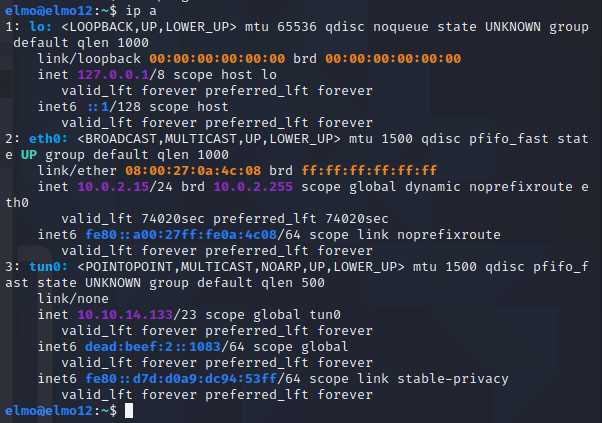 elmo@elmo12:~$ ip a
1: lo: <LOOPBACK,UP,LOWER_UP> mtu 65536 qdisc noqueue state UNKNOWN group
 default qlen 1000
    link/loopback 00:00:00:00:00:00 brd 00:00:00:00:00:00
    inet 127.0.0.1/8 scope host lo
       valid_lft forever preferred_lft forever
    inet6 ::1/128 scope host
       valid_lft forever preferred_lft forever
2: eth0: <BROADCAST,MULTICAST,UP,LOWER_UP> mtu 1500 qdisc pfifo_fast stat
e UP group default qlen 1000
    link/ether 08:00:27:0a:4c:08 brd ff:ff:ff:ff:ff:ff
    inet 10.0.2.15/24 brd 10.0.2.255 scope global dynamic noprefixroute e
th0
       valid_lft 74020sec preferred_lft 74020sec
    inet6 fe80::a00:27ff:fe0a:4c08/64 scope link noprefixroute
       valid_lft forever preferred_lft forever
3: tun0: <POINTOPOINT,MULTICAST,NOARP,UP,LOWER_UP> mtu 1500 qdisc pfifo_f
ast state UNKNOWN group default qlen 500
    link/none
    inet 10.10.14.133/23 scope global tun0
       valid_lft forever preferred_lft forever
    inet6 dead:beef:2::1083/64 scope global
       valid_lft forever preferred_lft forever
    inet6 fe80::d7d:d0a9:dc94:53ff/64 scope link stable-privacy
       valid_lft forever preferred_lft forever
elmo@elmo12:~$